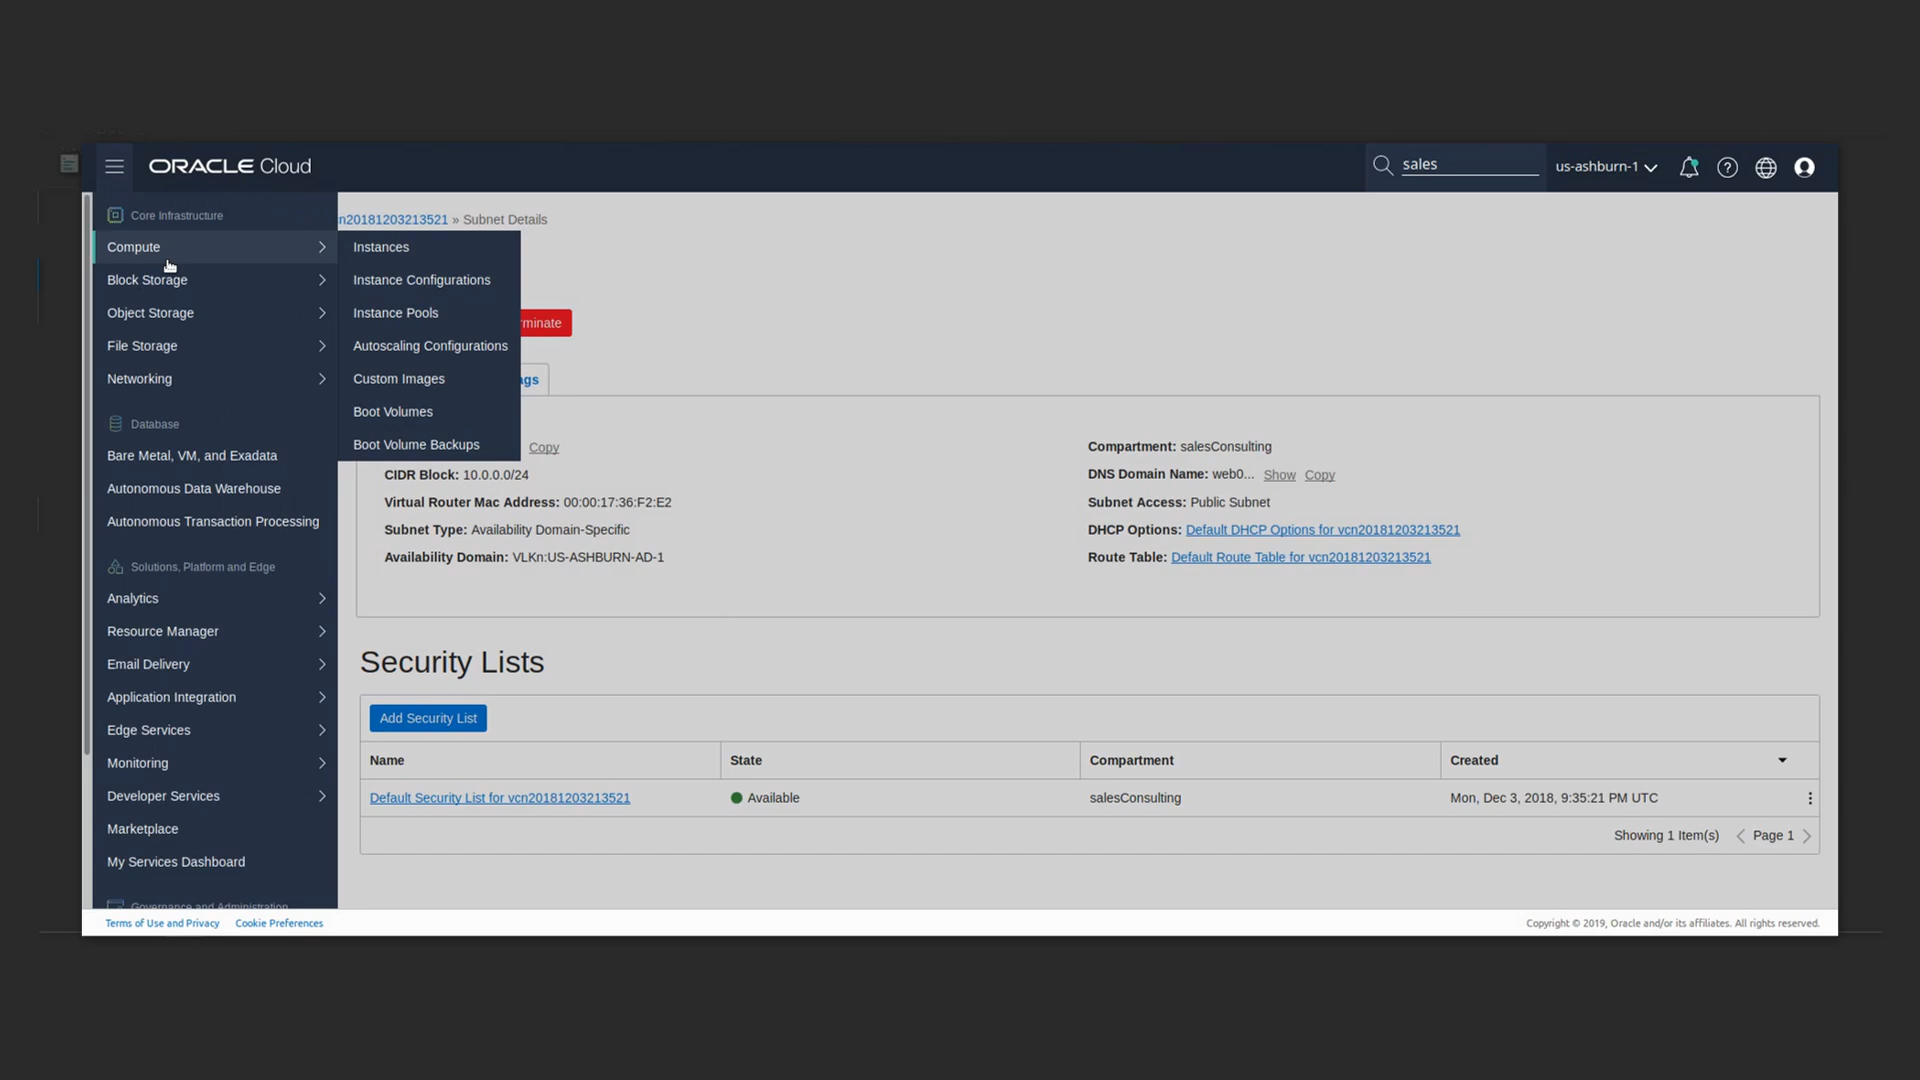 ORACLE Cloud
sales
us-ashburn-1
Core Infrastructure
Compute
Block Storage
Object Storage
File Storage
Networking
Database
Bare Metal, VM, and Exadata
Autonomous Data Warehouse
Autonomous Transaction Processing
Solutions, Platform and Edge
Analytics
Resource Manager
Email Delivery
Application Integration
Edge Services
Monitoring
Developer Services
Marketplace
My Services Dashboard
Governance and Administration
Instances
Instance Configurations
Instance Pools
Autoscaling Configurations
Custom Images
Boot Volumes
Boot Volume Backups
cn20181203213521 » Subnet Details
minate
ags
Copy
CIDR Block: 10.0.0.0/24
Virtual Router Mac Address: 00:00:17:36:F2:E2
Subnet Type: Availability Domain-Specific
Availability Domain: VLKn:US-ASHBURN-AD-1
Compartment: salesConsulting
DNS Domain Name: web0... Show Copy
Subnet Access: Public Subnet
DHCP Options: Default DHCP Options for vcn20181203213521
Route Table: Default Route Table for vcn20181203213521
Security Lists
Add Security List
Name State Compartment Created
Default Security List for vcn20181203213521 Available salesConsulting Mon, Dec 3, 2018, 9:35:21 PM UTC
Showing 1 Item(s) Page 1
Terms of Use and Privacy Cookie Preferences
Copyright © 2019, Oracle and/or its affiliates. All rights reserved.